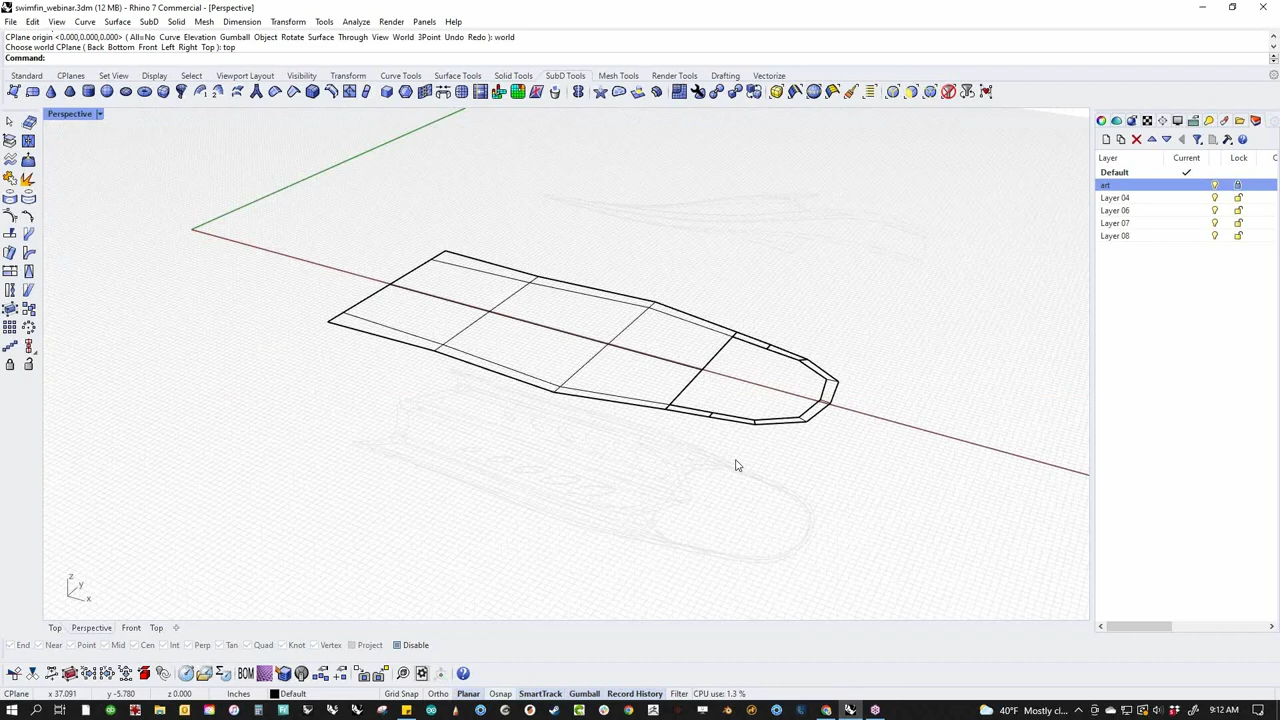 swimfin_webinar.3dm (12 MB) - Rhino 7 Commercial - [Perspective]
File Edit View Curve Surface SubD Solid Mesh Dimension Transform Tools Analyze Render Panels Help
CPlane origin <0.000,0.000,0.000> ( All=No Curve Elevation Gumball Object Rotate Surface Through View World 3Point Undo Redo ): world
Choose world CPlane ( Back Bottom Front Left Right Top ): top
Command:
Standard CPlanes Set View Display Select Viewport Layout Visibility Transform Curve Tools Surface Tools Solid Tools SubD Tools Mesh Tools Render Tools Drafting Vectorize
Perspective
Layer Current Lock C
Default
art
Layer 04
Layer 06
Layer 07
Layer 08
z
y
x
Top Perspective Front Top
End Near Point Mid Cen Int Perp Tan Quad Knot Vertex Project Disable
BOM
CPlane x 37.091 y -5.780 z 0.000 Inches Default Grid Snap Ortho Planar Osnap SmartTrack Gumball Record History Filter CPU use: 1.3 %
40°F Mostly cl... 9:12 AM